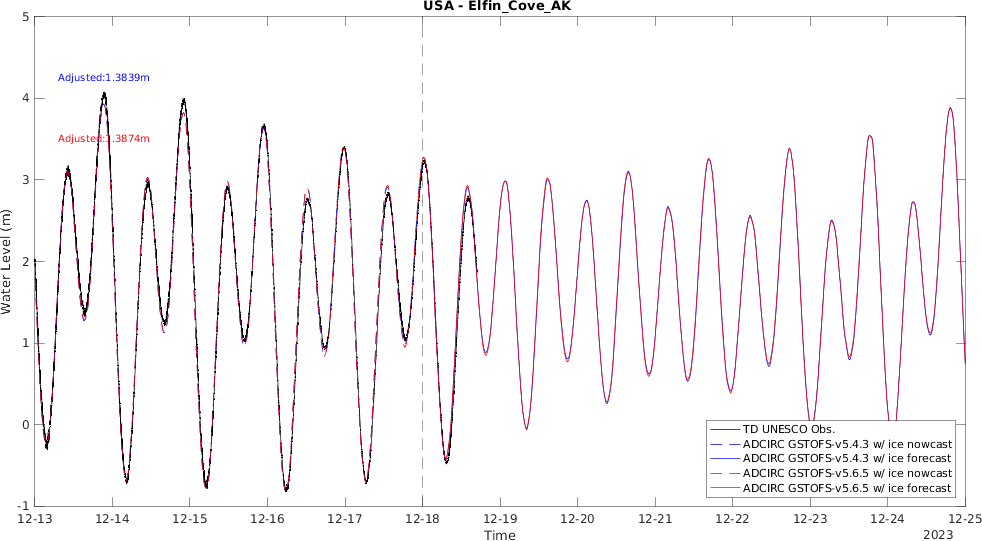 USA - Elfin_Cove_AK
Water Level (m)
5
4
3
2
1
0
-1
Adjusted:1.3839m
Adjusted:1.3874m
TD UNESCO Obs.
ADCIRC GSTOFS-v5.4.3 w/ ice nowcast
ADCIRC GSTOFS-v5.4.3 w/ ice forecast
ADCIRC GSTOFS-v5.6.5 w/ ice nowcast
ADCIRC GSTOFS-v5.6.5 w/ ice forecast
12-13 12-14 12-15 12-16 12-17 12-18 12-19 12-20 12-21 12-22 12-23 12-24 12-25
Time
2023